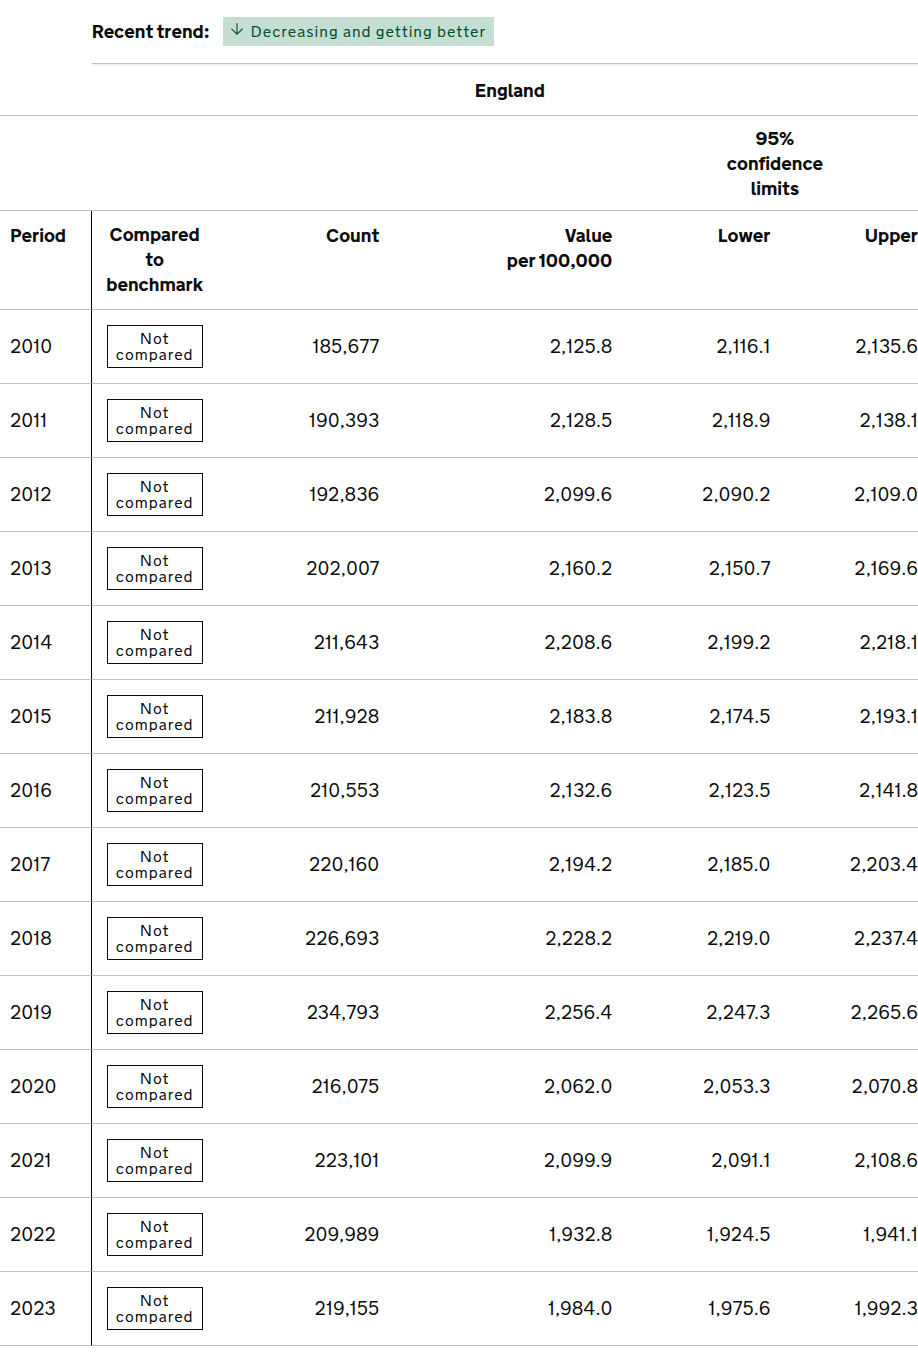 Recent trend: ↓ Decreasing and getting better
England
95%
confidence
limits
Period Compared to benchmark Count Value per 100,000 Lower Upper
2010 Not compared 185,677 2,125.8 2,116.1 2,135.6
2011 Not compared 190,393 2,128.5 2,118.9 2,138.1
2012 Not compared 192,836 2,099.6 2,090.2 2,109.0
2013 Not compared 202,007 2,160.2 2,150.7 2,169.6
2014 Not compared 211,643 2,208.6 2,199.2 2,218.1
2015 Not compared 211,928 2,183.8 2,174.5 2,193.1
2016 Not compared 210,553 2,132.6 2,123.5 2,141.8
2017 Not compared 220,160 2,194.2 2,185.0 2,203.4
2018 Not compared 226,693 2,228.2 2,219.0 2,237.4
2019 Not compared 234,793 2,256.4 2,247.3 2,265.6
2020 Not compared 216,075 2,062.0 2,053.3 2,070.8
2021 Not compared 223,101 2,099.9 2,091.1 2,108.6
2022 Not compared 209,989 1,932.8 1,924.5 1,941.1
2023 Not compared 219,155 1,984.0 1,975.6 1,992.3